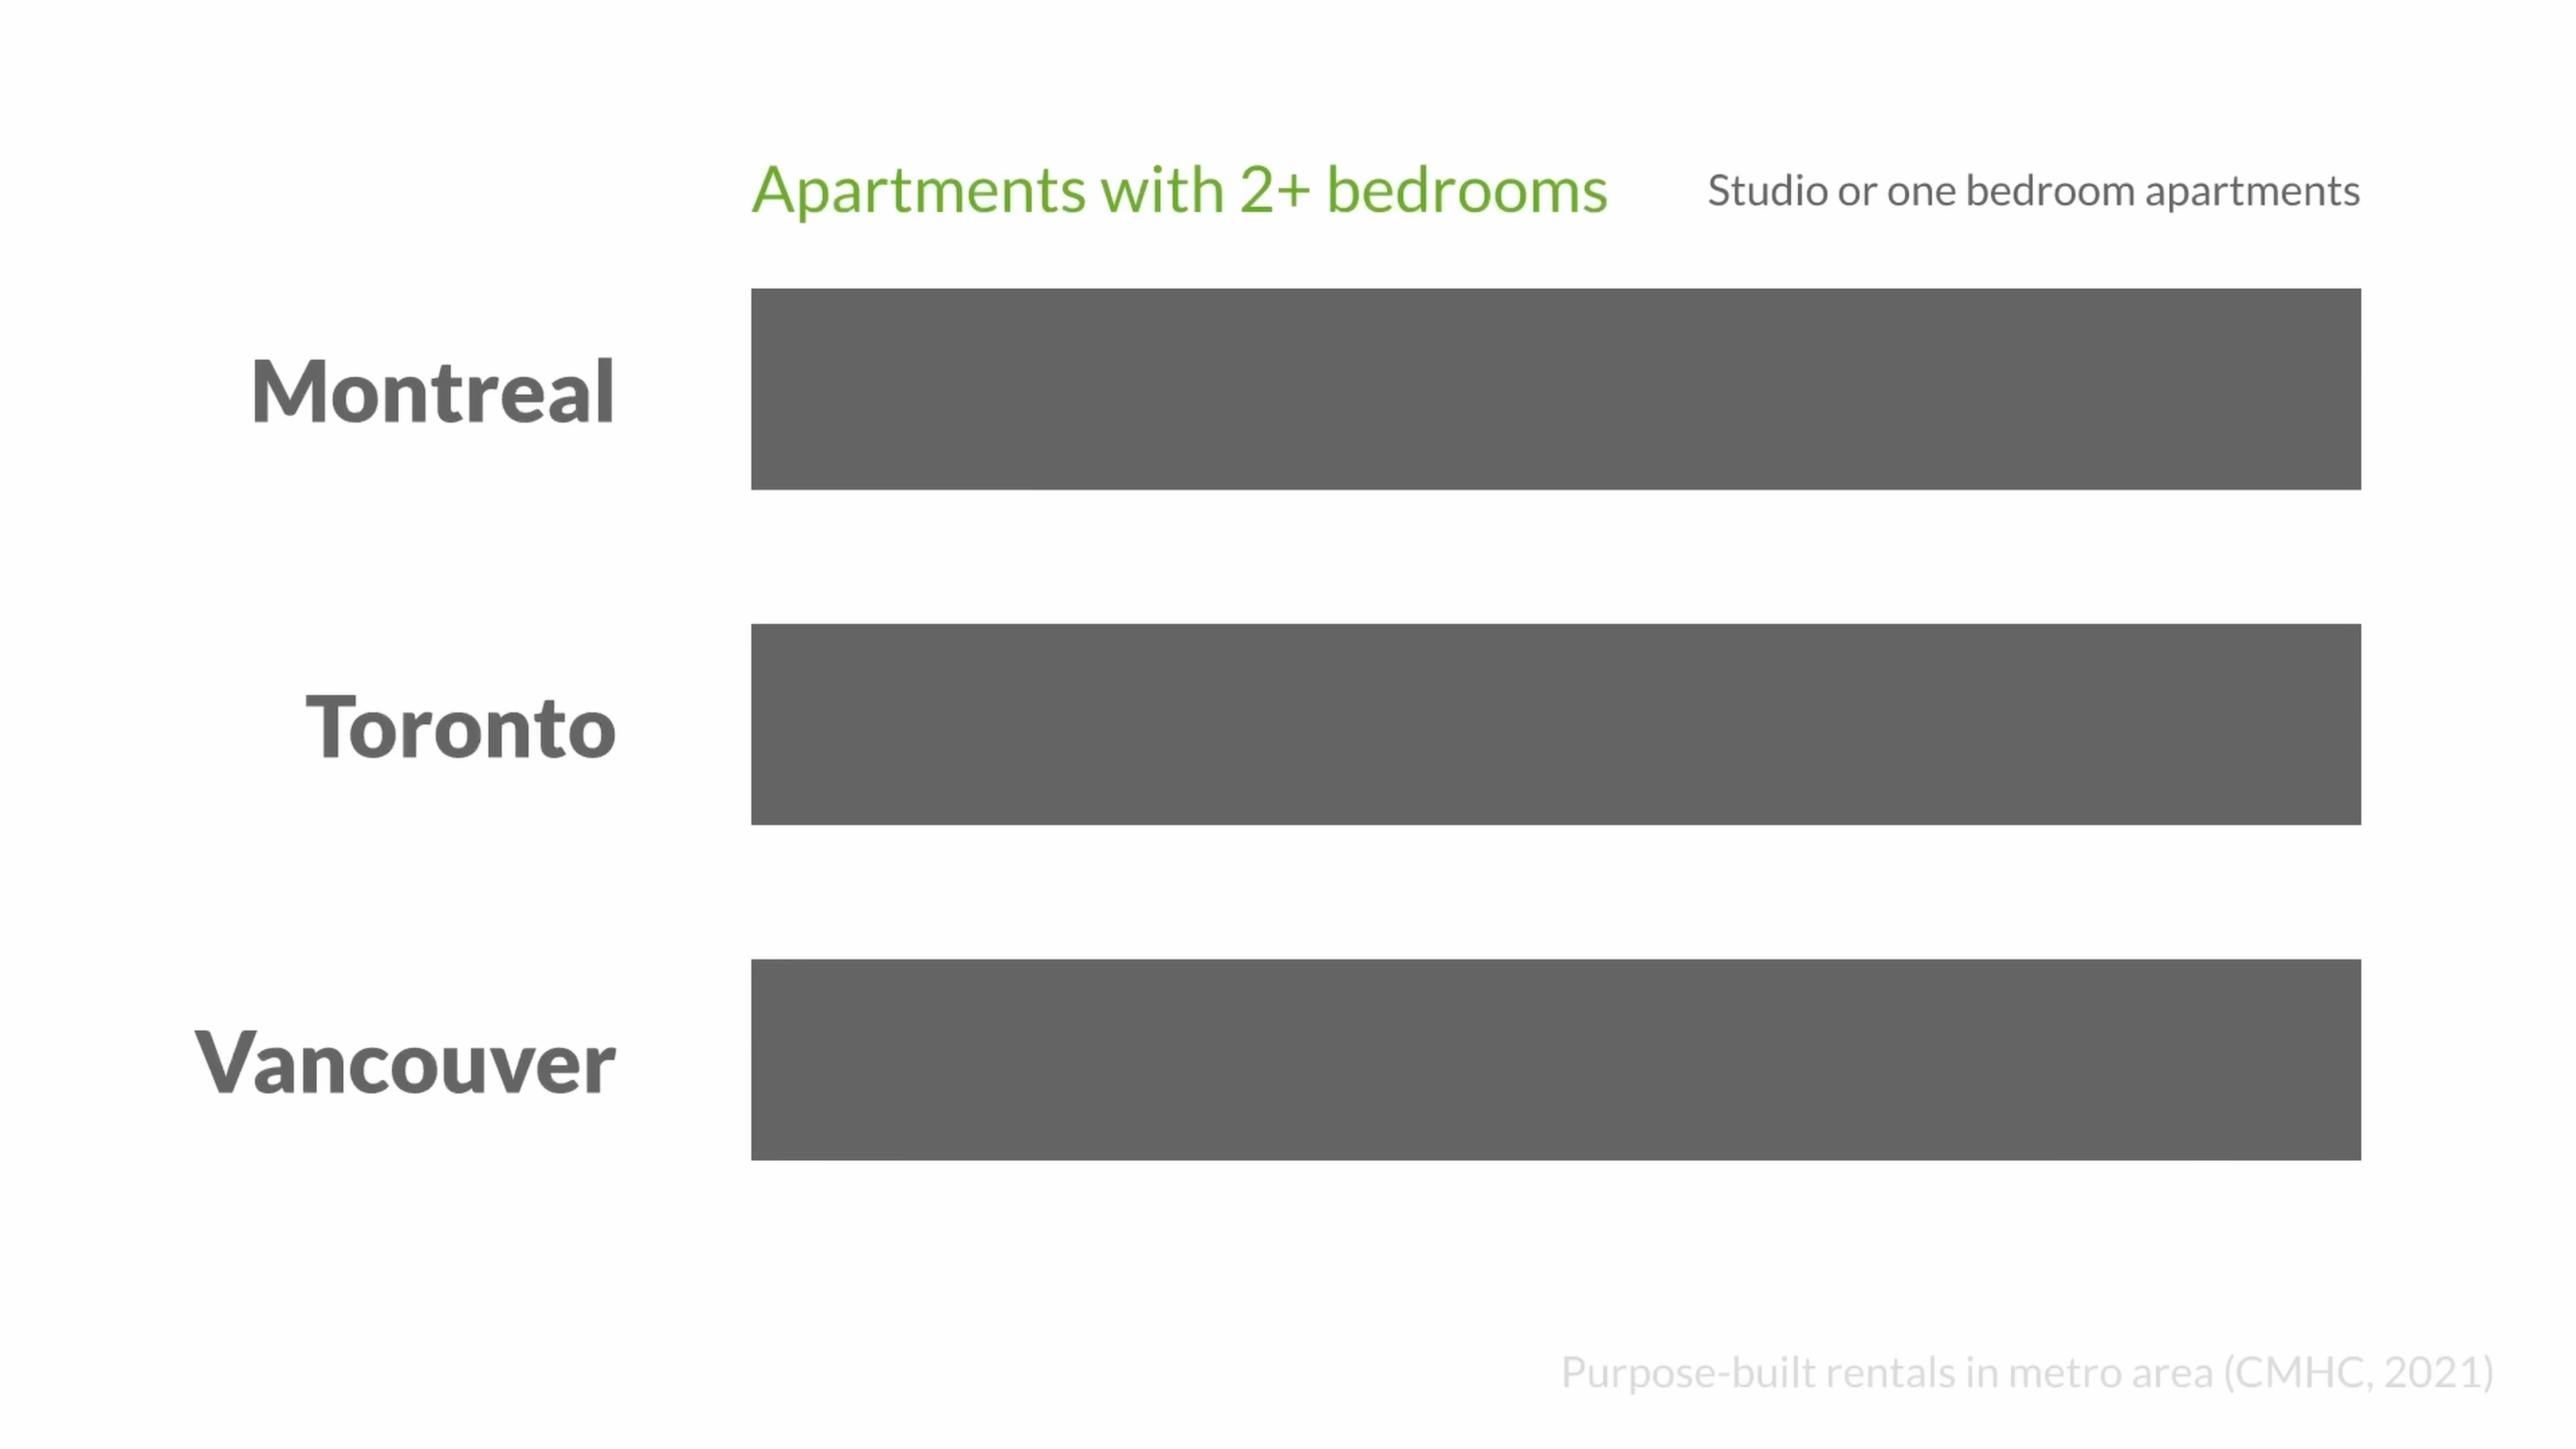 Apartments with 2+ bedrooms
Studio or one bedroom apartments
Montreal
Toronto
Vancouver
Purpose-built rentals in metro area (CMHC, 2021)